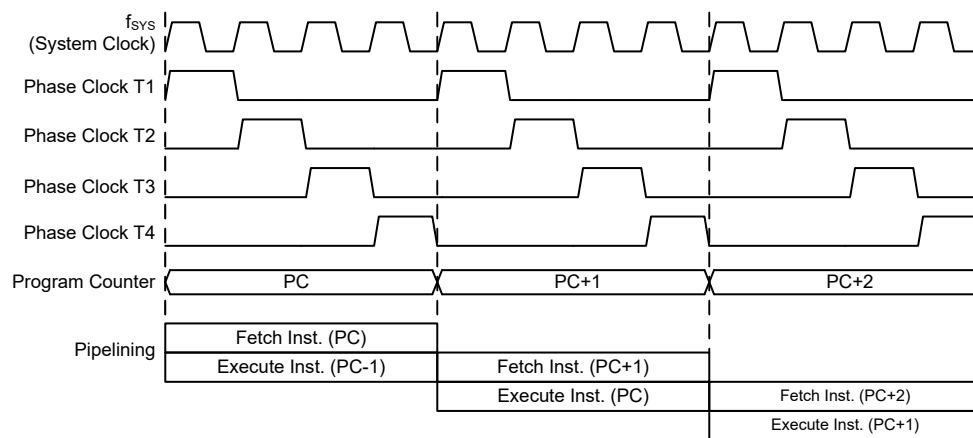 fSYS
(System Clock)
Phase Clock T1
Phase Clock T2
Phase Clock T3
Phase Clock T4
Program Counter PC PC+1 PC+2
Fetch Inst. (PC)
Pipelining
Execute Inst. (PC-1) Fetch Inst. (PC+1)
Execute Inst. (PC) Fetch Inst. (PC+2)
Execute Inst. (PC+1)